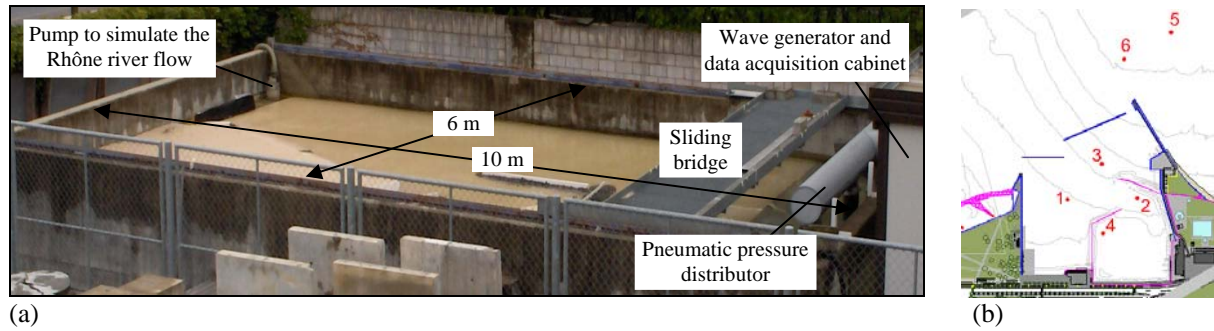 Pump to simulate the
Rhône river flow
Wave generator and
data acquisition cabinet
6 m
10 m
Sliding
bridge
Pneumatic pressure
distributor
(a)
5
6
3
1
2
4
(b)